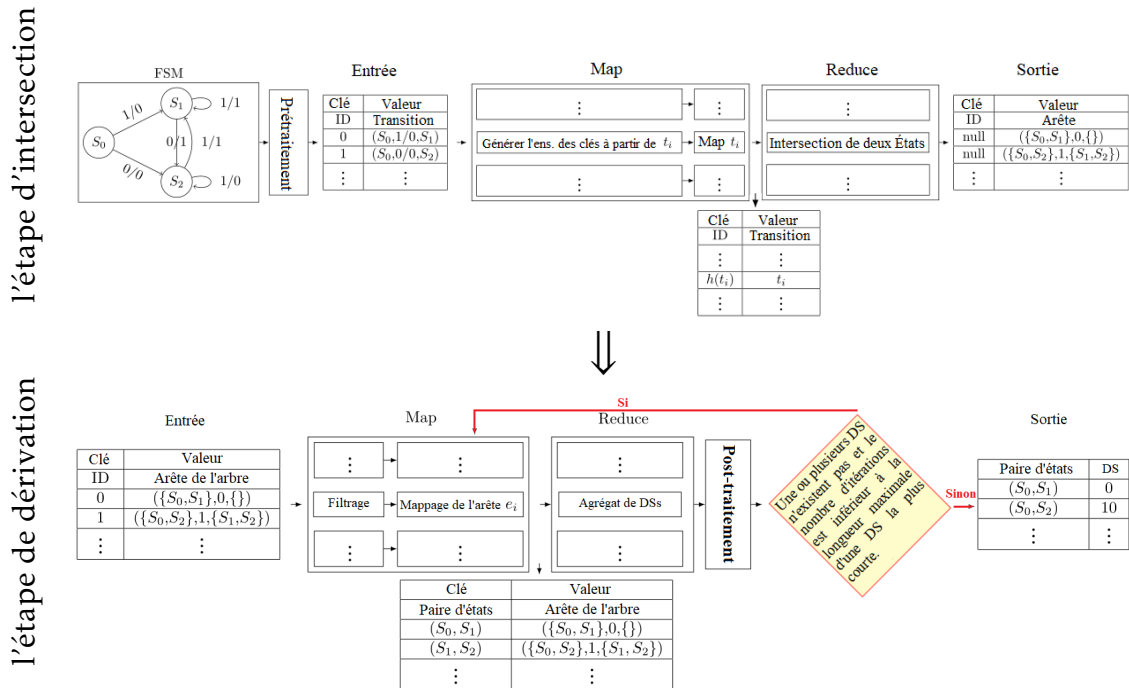 l'étape d'intersection
FSM
S0
S1
S2
1/0
1/1
0/1
1/1
0/0
1/0
Prétraitement
Entrée
Clé Valeur
ID Transition
0 (S0,1/0,S1)
1 (S0,0/0,S2)
⋮ ⋮
Map
⋮ ⋮
Générer l'ens. des clés à partir de ti Map ti
⋮ ⋮
Reduce
⋮
Intersection de deux États
⋮
Clé Valeur
ID Transition
⋮ ⋮
h(ti) ti
⋮ ⋮
Sortie
Clé Valeur
ID Arête
null ({S0,S1},0,{})
null ({S0,S2},1,{S1,S2})
⋮ ⋮
⇓
l'étape de dérivation
Entrée
Clé Valeur
ID Arête de l'arbre
0 ({S0,S1},0,{})
1 ({S0,S2},1,{S1,S2})
⋮ ⋮
Map
⋮ ⋮
Filtrage Mappage de l'arête ei
⋮ ⋮
Reduce
⋮
Agrégat de DSs
⋮
Clé Valeur
Paire d'états Arête de l'arbre
(S0, S1) ({S0, S1},0,{})
(S1, S2) ({S0, S2},1,{S1, S2})
⋮ ⋮
Post-traitement
Si
Une ou plusieurs DS
n'existent pas et le
nombre d'itérations
est inférieur à la
longueur maximale
d'une DS la plus
courte.
Sinon
Sortie
Paire d'états DS
(S0,S1) 0
(S0,S2) 10
⋮ ⋮